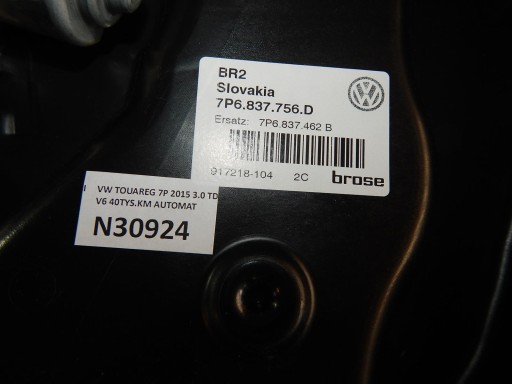 BR2
Slovakia
7P6.837.756.D
Ersatz: 7P6.837.462 B
917218-104 2C
brose
VW TOUAREG 7P 2015 3.0 TD
V6 40TYS.KM AUTOMAT
N30924